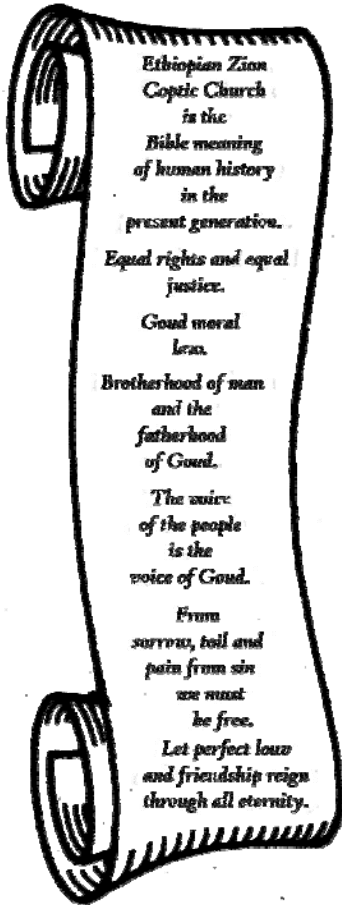 Ethiopian Zion
Coptic Church
is the
Bible meaning
of human history
in the
present generation.
Equal rights and equal
justice.
Goud moral
law.
Brotherhood of man
and the
fatherhood
of Goud.
The voice
of the people
is the
voice of Goud.
From
sorrow, toil and
pain from sin
we must
be free.
Let perfect love
and friendship reign
through all eternity.